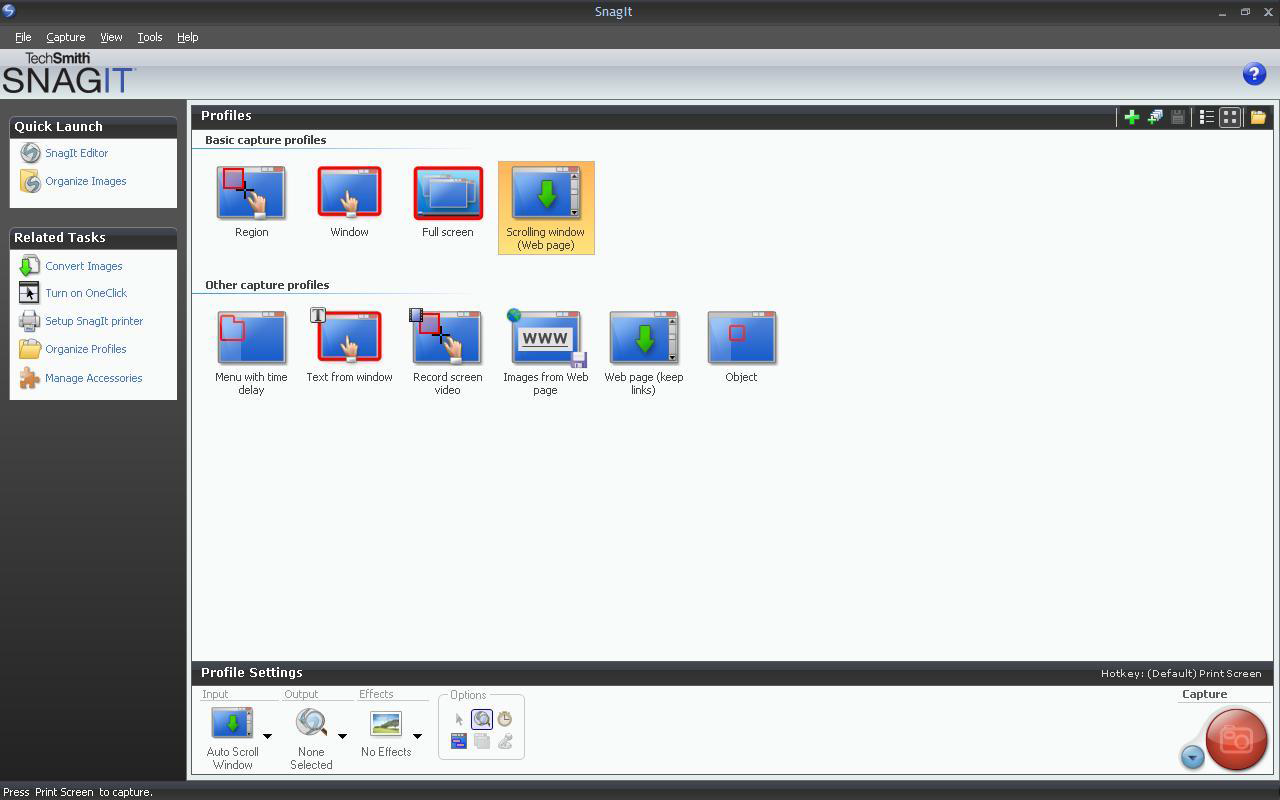 SnagIt
File Capture View Tools Help
TechSmith
SNAGIT
?
Quick Launch
SnagIt Editor
Organize Images
Related Tasks
Convert Images
Turn on OneClick
Setup SnagIt printer
Organize Profiles
Manage Accessories
Profiles
Basic capture profiles
Region
Window
Full screen
Scrolling window
(Web page)
Other capture profiles
T
WWW
Menu with time
delay
Text from window
Record screen
video
Images from Web
page
Web page (keep
links)
Object
Profile Settings
Hotkey: (Default) Print Screen
Input
Output
Effects
Options
Capture
Auto Scroll
Window
None
Selected
No Effects
Press Print Screen to capture.